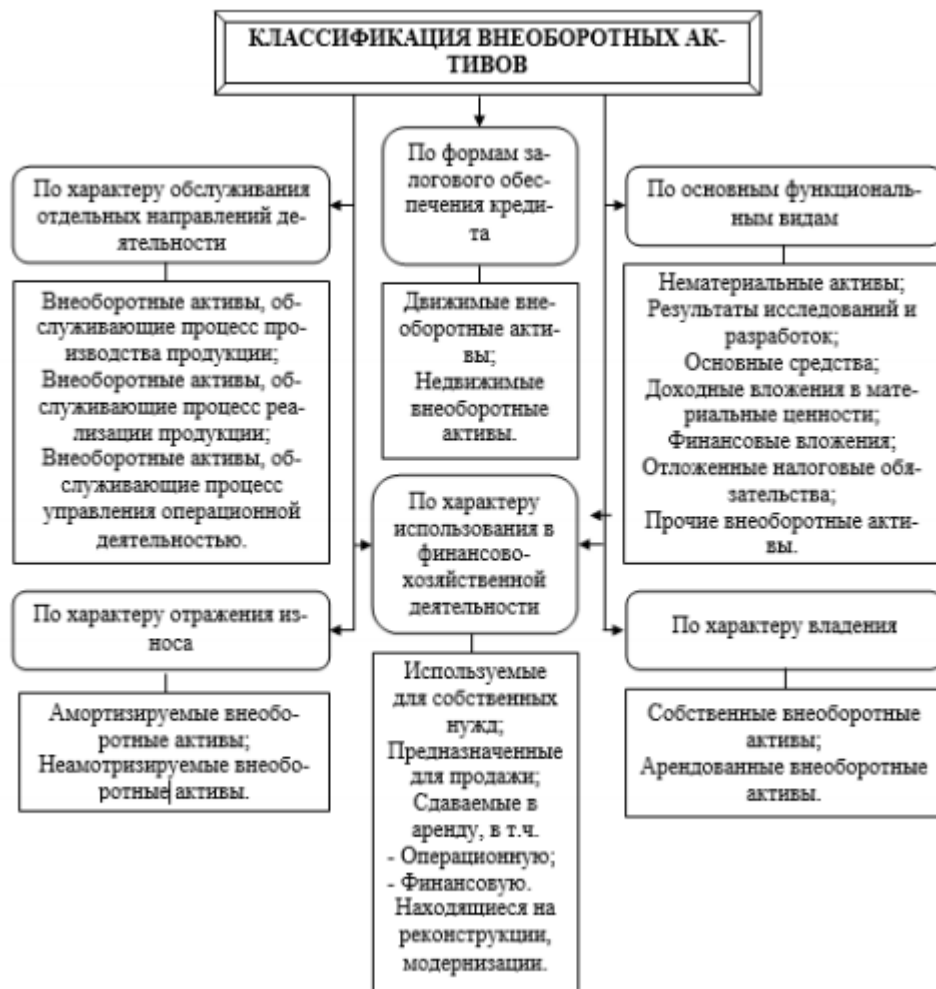 КЛАССИФИКАЦИЯ ВНЕОБОРОТНЫХ АК-
ТИВОВ
По характеру обслуживания
отдельных направлений де-
ятельности
Внеоборотные активы, об-
служивающие процесс про-
изводства продукции;
Внеоборотные активы, об-
служивающие процесс реа-
лизации продукции;
Внеоборотные активы, об-
служивающие процесс
управления операционной
деятельностью.
По формам за-
логового обес-
печения креди-
та
Движимые вне-
оборотные акти-
вы;
Недвижимые
внеоборотные
активы.
По основным функциональ-
ным видам
Нематериальные активы;
Результаты исследований и
разработок;
Основные средства;
Доходные вложения в мате-
риальные ценности;
Финансовые вложения;
Отложенные налоговые обя-
зательства;
Прочие внеоборотные акти-
вы.
По характеру отражения из-
носа
Амортизируемые внеобо-
ротные активы;
Неамотризируемые внеобо-
ротные активы.
По характеру
использования в
финансово-
хозяйственной
деятельности
Используемые
для собственных
нужд;
Предназначенные
для продажи;
Сдаваемые в
аренду, в т.ч.
- Операционную;
- Финансовую.
Находящиеся на
реконструкции,
модернизации.
По характеру владения
Собственные внеоборотные
активы;
Арендованные внеоборотные
активы.